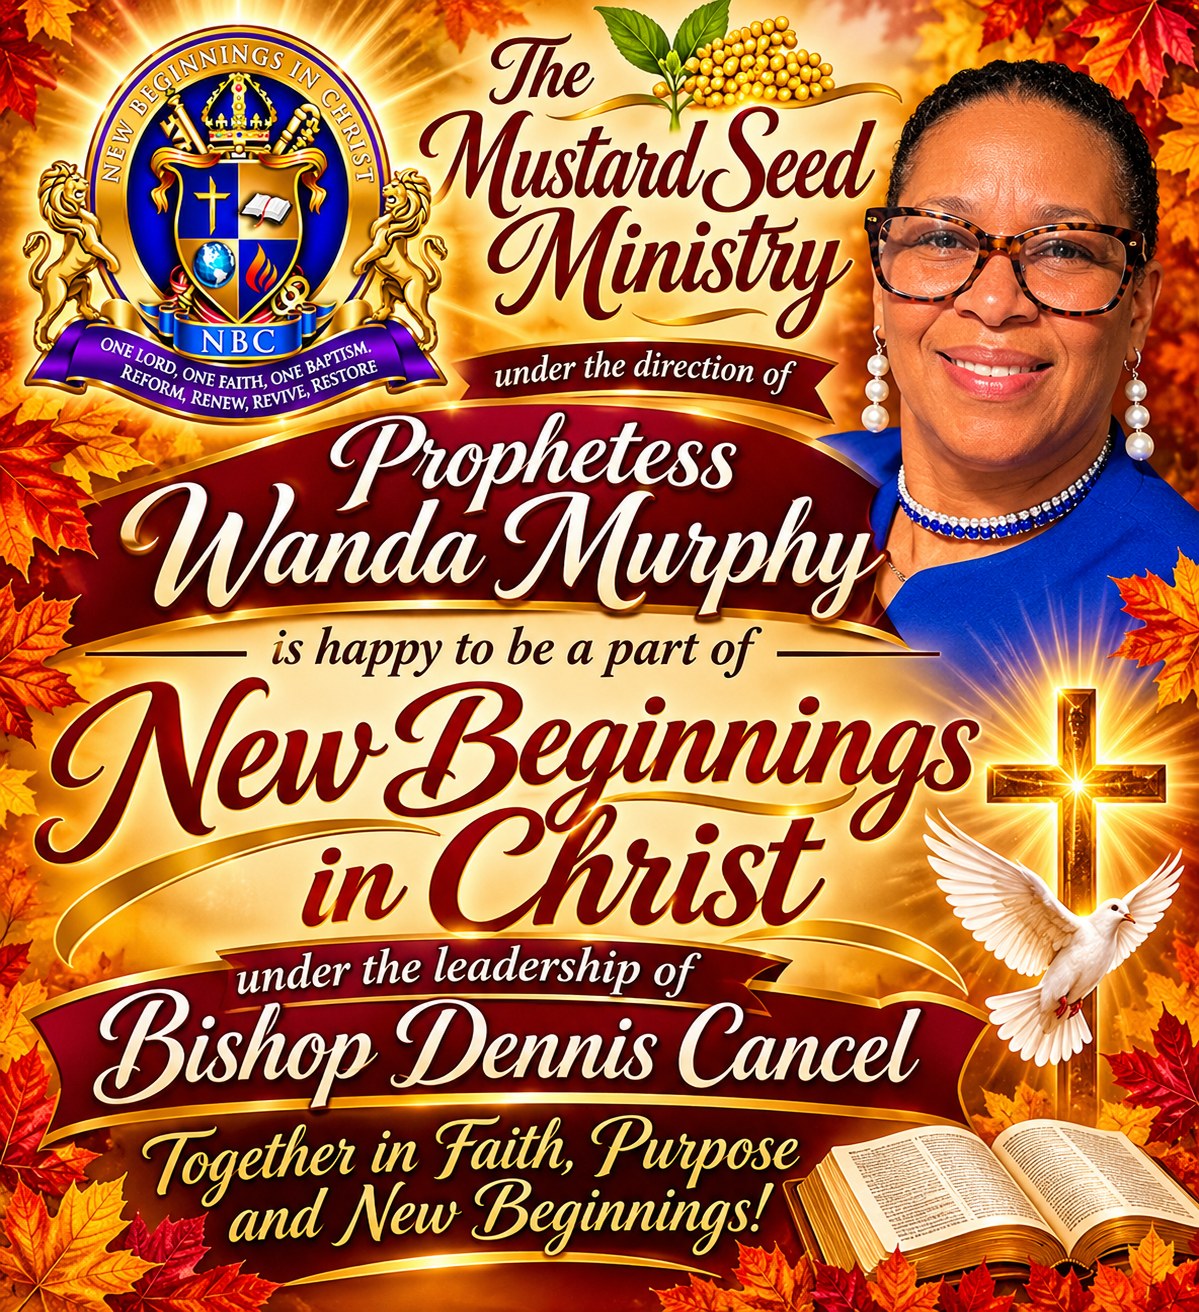 NEW BEGINNINGS IN CHRIST
NBC
ONE LORD, ONE FAITH, ONE BAPTISM.
REFORM, RENEW, REVIVE, RESTORE
The
Mustard Seed
Ministry
under the direction of
Prophetess
Wanda Murphy
is happy to be a part of
New Beginnings
in Christ
under the leadership of
Bishop Dennis Cancel
Together in Faith, Purpose
and New Beginnings!